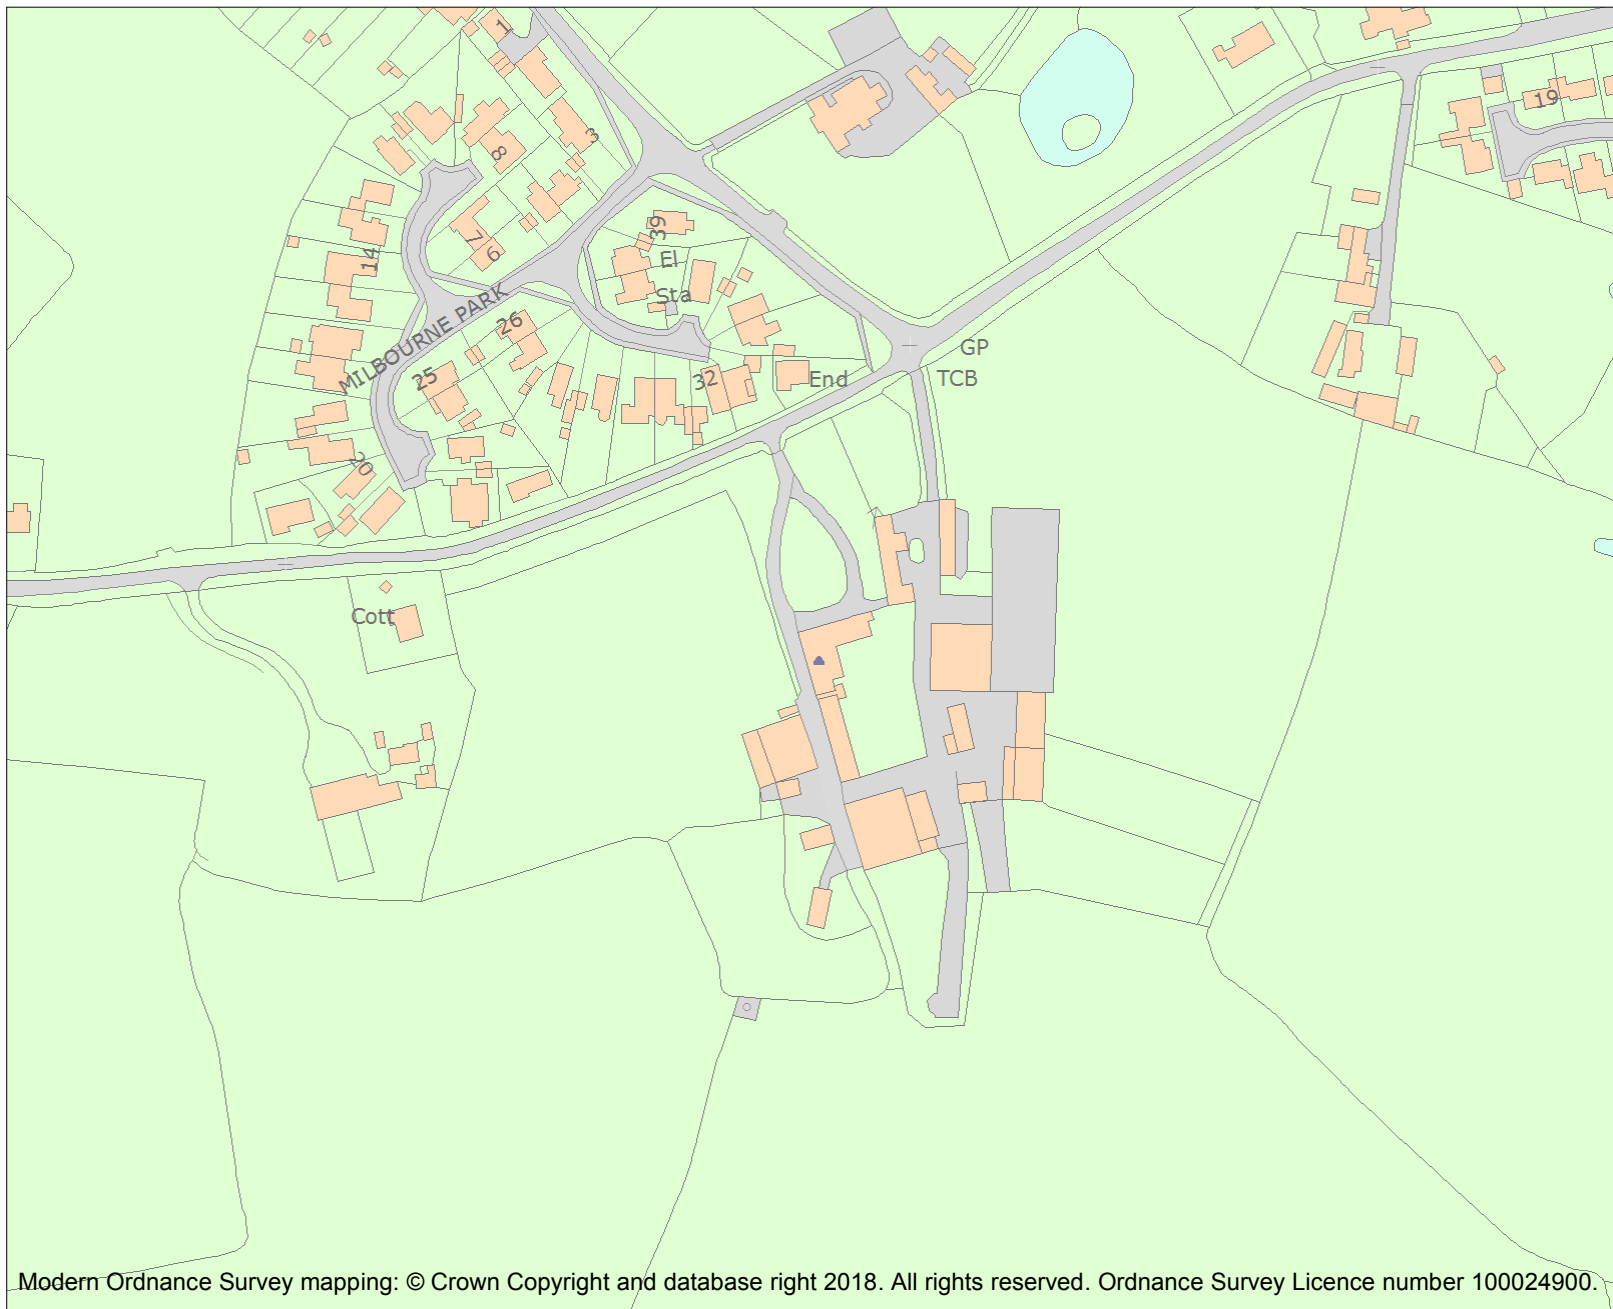 1
3
19
8
39
7
6
14
El
Sta
MILBOURNE PARK
26
GP
TCB
25
32
End
20
Cott
Modern Ordnance Survey mapping: © Crown Copyright and database right 2018. All rights reserved. Ordnance Survey Licence number 100024900.